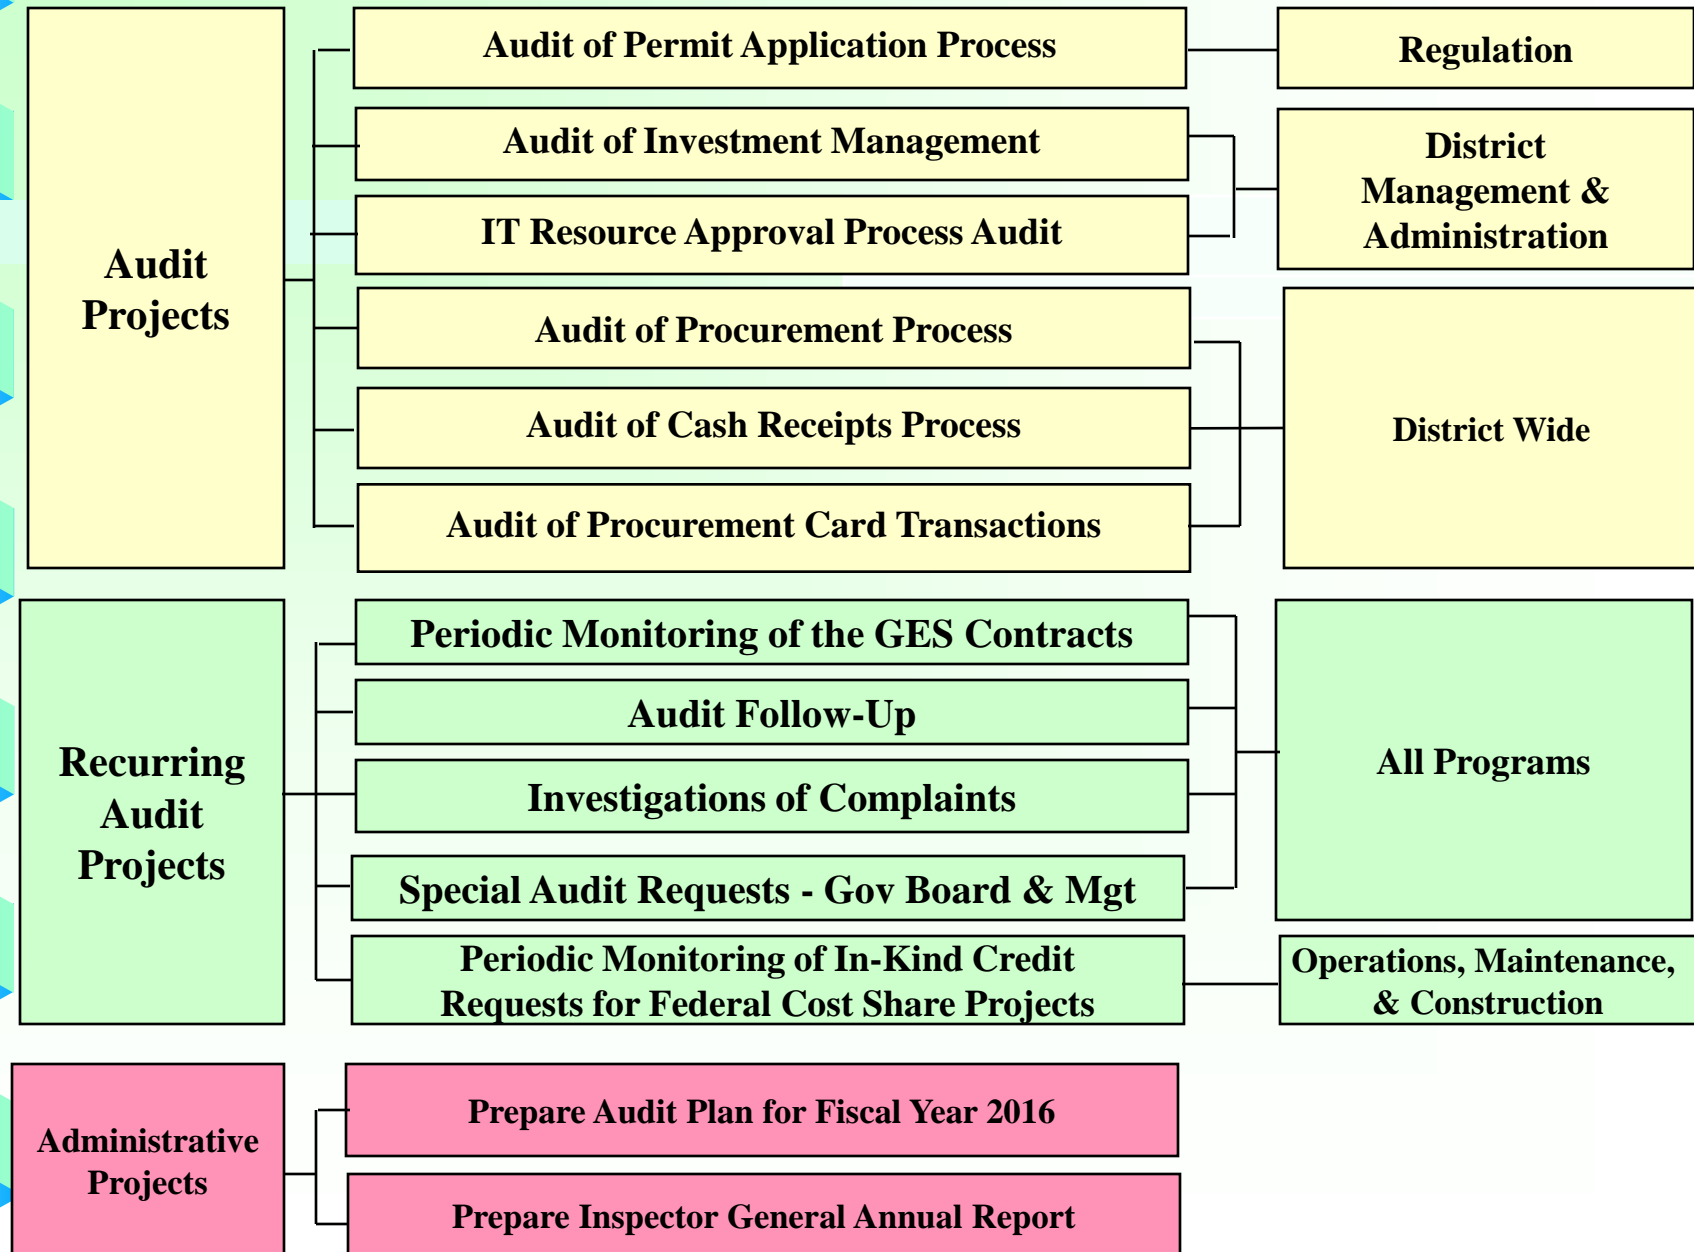 Audit
Projects
Audit of Permit Application Process
Regulation
Audit of Investment Management
IT Resource Approval Process Audit
District
Management &
Administration
Audit of Procurement Process
Audit of Cash Receipts Process
Audit of Procurement Card Transactions
District Wide
Recurring
Audit
Projects
Periodic Monitoring of the GES Contracts
Audit Follow-Up
Investigations of Complaints
Special Audit Requests - Gov Board & Mgt
All Programs
Periodic Monitoring of In-Kind Credit
Requests for Federal Cost Share Projects
Operations, Maintenance,
& Construction
Administrative
Projects
Prepare Audit Plan for Fiscal Year 2016
Prepare Inspector General Annual Report